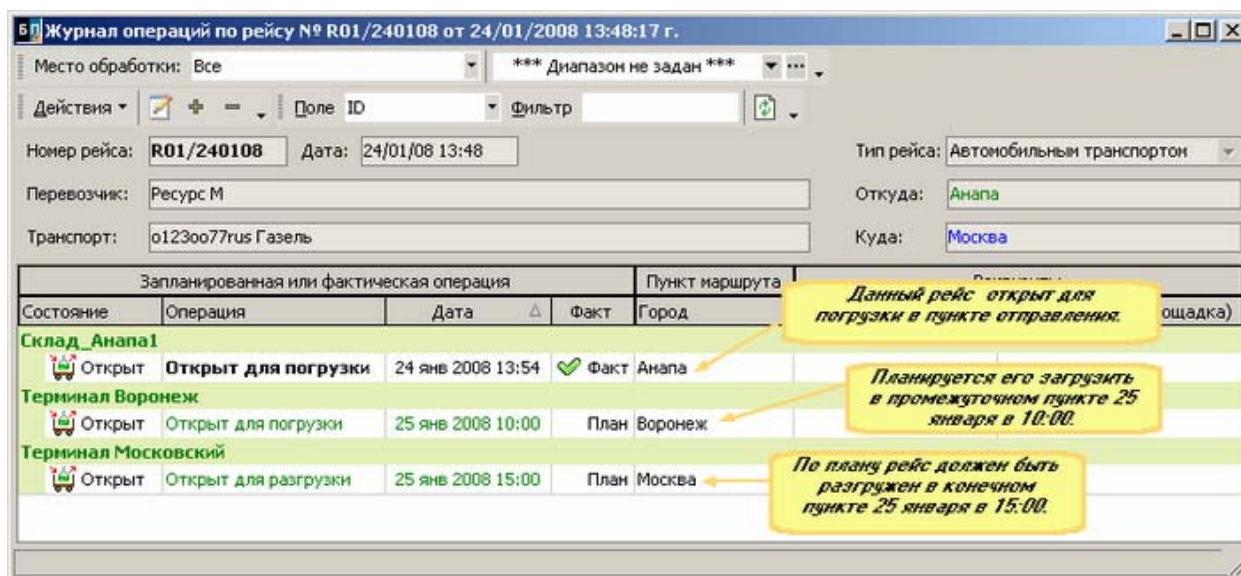 БП Журнал операций по рейсу № R01/240108 от 24/01/2008 13:48:17 г.
Место обработки: Все *** Диапазон не задан ***
Действия Поле ID Фильтр
Номер рейса: R01/240108 Дата: 24/01/08 13:48 Тип рейса: Автомобильным транспортом
Перевозчик: Ресурс М Откуда: Анапа
Транспорт: o123oo77rus Газель Куда: Москва
Запланированная или фактическая операция Пункт маршрута
Состояние Операция Дата Факт Город ощадка)
Данный рейс открыт для
погрузки в пункте отправления.
Склад_Анапа1
Открыт Открыт для погрузки 24 янв 2008 13:54 Факт Анапа
Терминал Воронеж
Открыт Открыт для погрузки 25 янв 2008 10:00 План Воронеж
Планируется его загрузить
в промежуточном пункте 25
января в 10:00.
Терминал Московский
Открыт Открыт для разгрузки 25 янв 2008 15:00 План Москва
По плану рейс должен быть
разгружен в конечном
пункте 25 января в 15:00.